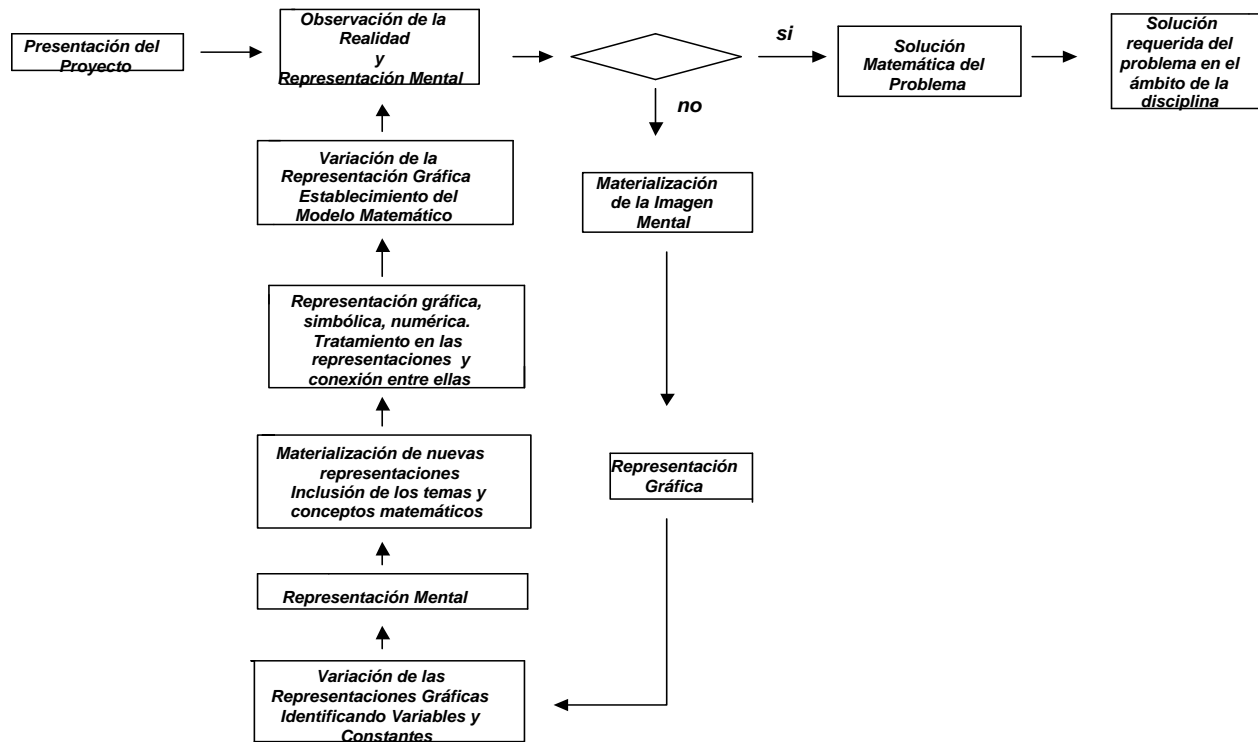 Presentación del
Proyecto
Observación de la
Realidad
y
Representación Mental
si
Solución
Matemática del
Problema
Solución
requerida del
problema en el
ámbito de la
disciplina
no
Variación de la
Representación Gráfica
Establecimiento del
Modelo Matemático
Materialización
de la Imagen
Mental
Representación gráfica,
simbólica, numérica.
Tratamiento en las
representaciones y
conexión entre ellas
Materialización de nuevas
representaciones
Inclusión de los temas y
conceptos matemáticos
Representación
Gráfica
Representación Mental
Variación de las
Representaciones Gráficas
Identificando Variables y
Constantes